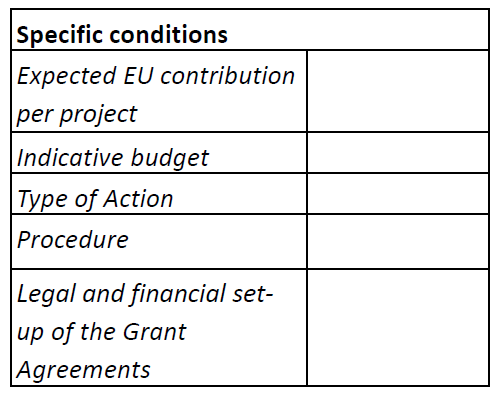 Specific conditions
Expected EU contribution
per project
Indicative budget
Type of Action
Procedure
Legal and financial set-
up of the Grant
Agreements